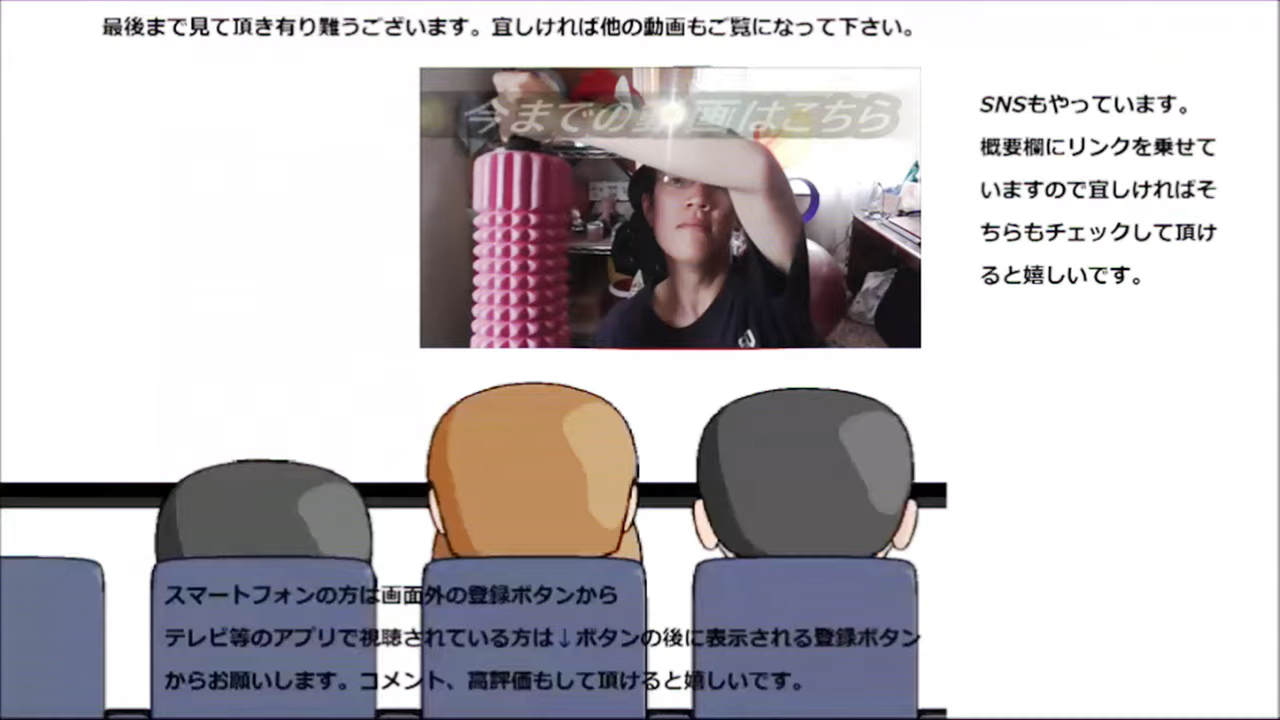 最後まで見て頂き有り難うございます。宜しければ他の動画もご覧になって下さい。
今までの動画はこちら
SNSもやっています。
概要欄にリンクを乗せて
いますので宜しければそ
ちらもチェックして頂け
ると嬉しいです。
スマートフォンの方は画面外の登録ボタンから
テレビ等のアプリで視聴されている方は↓ボタンの後に表示される登録ボタン
からお願いします。コメント、高評価もして頂けると嬉しいです。